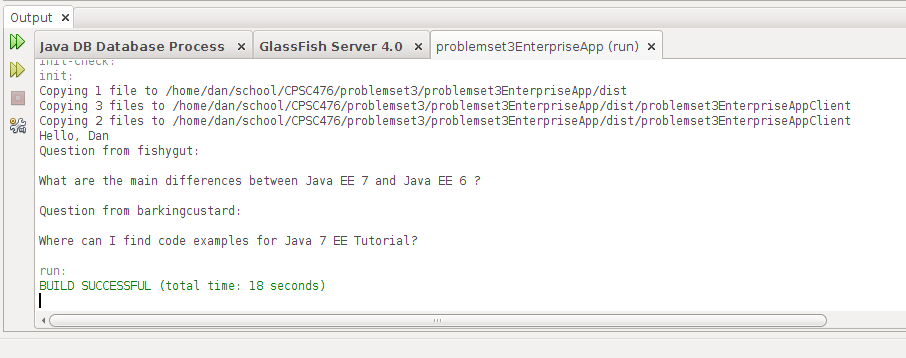 Output
Java DB Database Process
GlassFish Server 4.0
problemset3EnterpriseApp (run)
init-check:
init:
Copying 1 file to /home/dan/school/CPSC476/problemset3/problemset3EnterpriseApp/dist
Copying 3 files to /home/dan/school/CPSC476/problemset3/problemset3EnterpriseApp/dist/problemset3EnterpriseAppClient
Copying 2 files to /home/dan/school/CPSC476/problemset3/problemset3EnterpriseApp/dist/problemset3EnterpriseAppClient
Hello, Dan
Question from fishygut:
What are the main differences between Java EE 7 and Java EE 6 ?
Question from barkingcustard:
Where can I find code examples for Java 7 EE Tutorial?
run:
BUILD SUCCESSFUL (total time: 18 seconds)